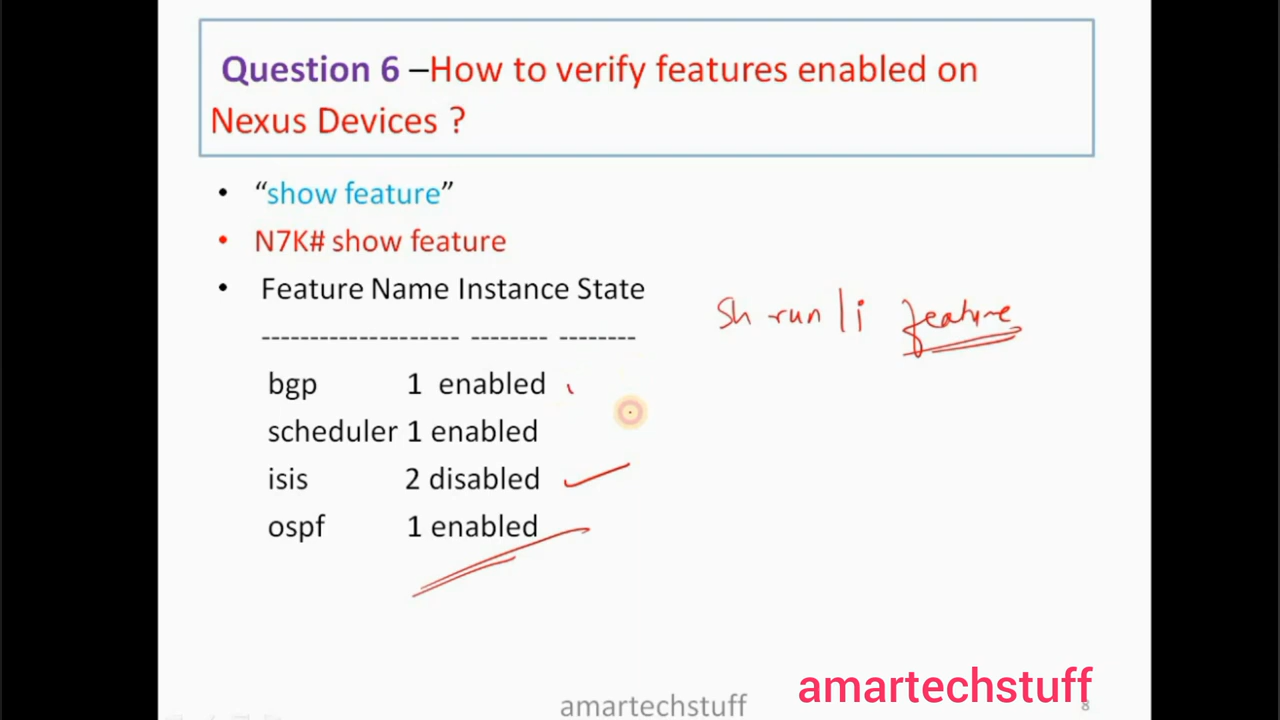 Question 6 –How to verify features enabled on
Nexus Devices ?
• “show feature”
• N7K# show feature
• Feature Name Instance State
-------------------- -------- --------
sh run | i feature
bgp 1 enabled
scheduler 1 enabled
isis 2 disabled
ospf 1 enabled
amartechstuff
amartechstuff
8